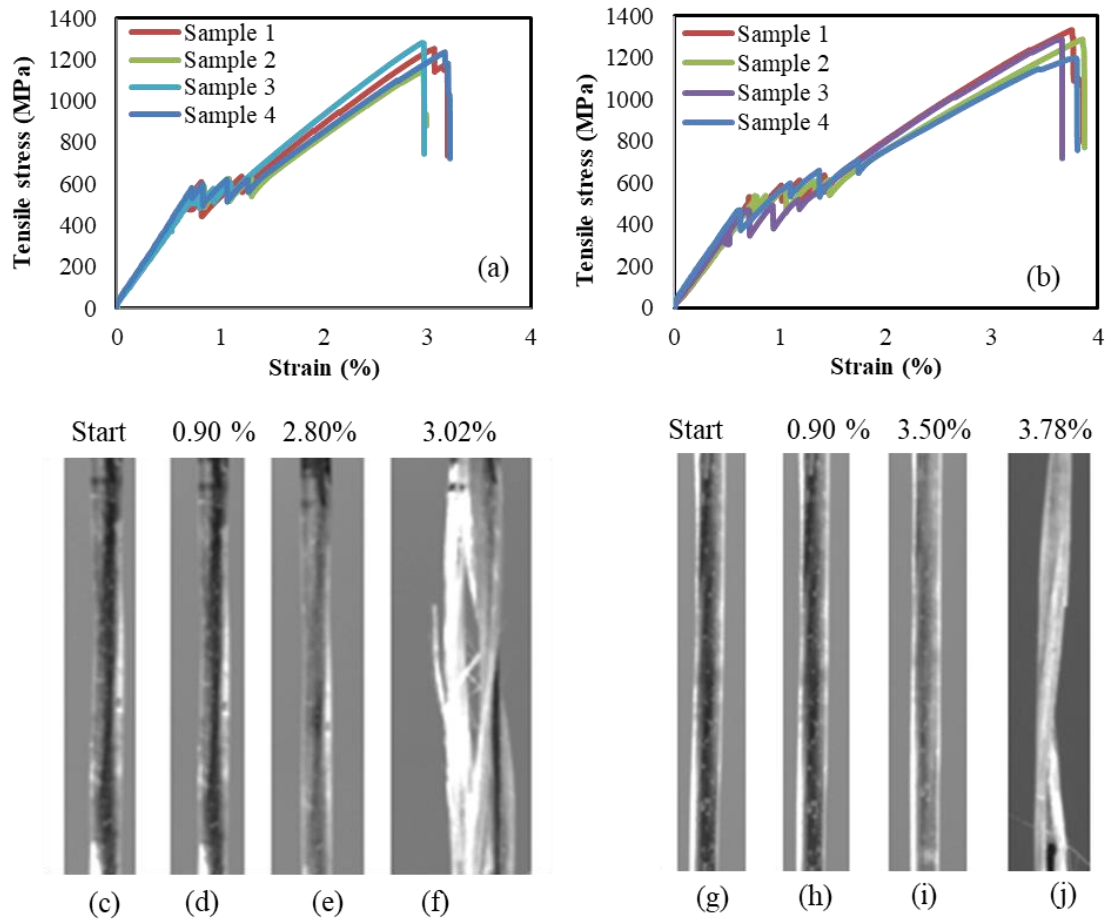 1400
1200
1000
800
600
400
200
0
Tensile stress (MPa)
Sample 1
Sample 2
Sample 3
Sample 4
(a)
0 1 2 3 4
Strain (%)
1400
1200
1000
800
600
400
200
0
Tensile stress (MPa)
Sample 1
Sample 2
Sample 3
Sample 4
(b)
0 1 2 3 4
Strain (%)
Start 0.90 % 2.80% 3.02%
(c) (d) (e) (f)
Start 0.90 % 3.50% 3.78%
(g) (h) (i) (j)